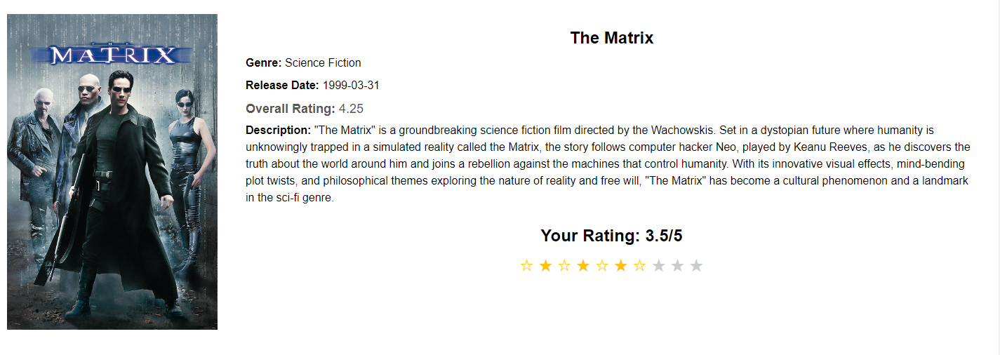 THE
MATRIX
The Matrix
Genre: Science Fiction
Release Date: 1999-03-31
Overall Rating: 4.25
Description: "The Matrix" is a groundbreaking science fiction film directed by the Wachowskis. Set in a dystopian future where humanity is
unknowingly trapped in a simulated reality called the Matrix, the story follows computer hacker Neo, played by Keanu Reeves, as he discovers the
truth about the world around him and joins a rebellion against the machines that control humanity. With its innovative visual effects, mind-bending
plot twists, and philosophical themes exploring the nature of reality and free will, "The Matrix" has become a cultural phenomenon and a landmark
in the sci-fi genre.
Your Rating: 3.5/5